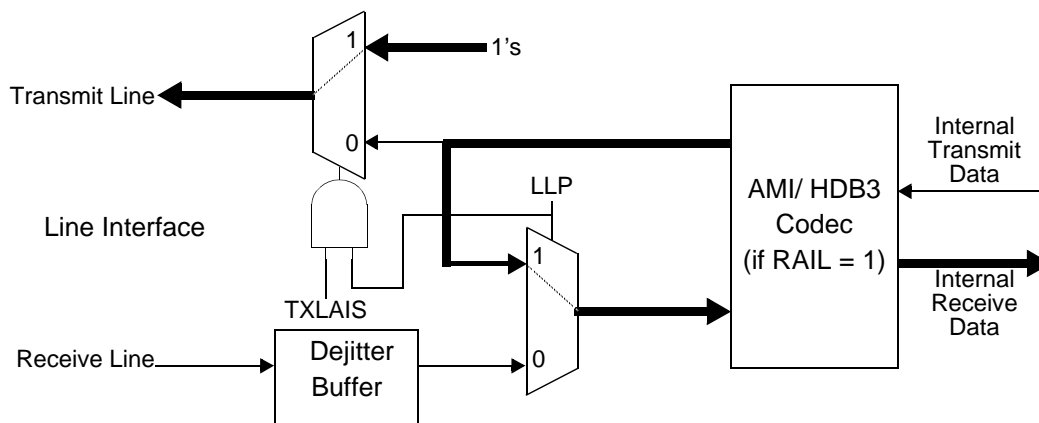 1
1's
Transmit Line
0
Internal
Transmit
Data
AMI/ HDB3
Codec
(if RAIL = 1)
LLP
Line Interface
1
Internal
Receive
Data
TXLAIS
Receive Line
Dejitter
Buffer
0